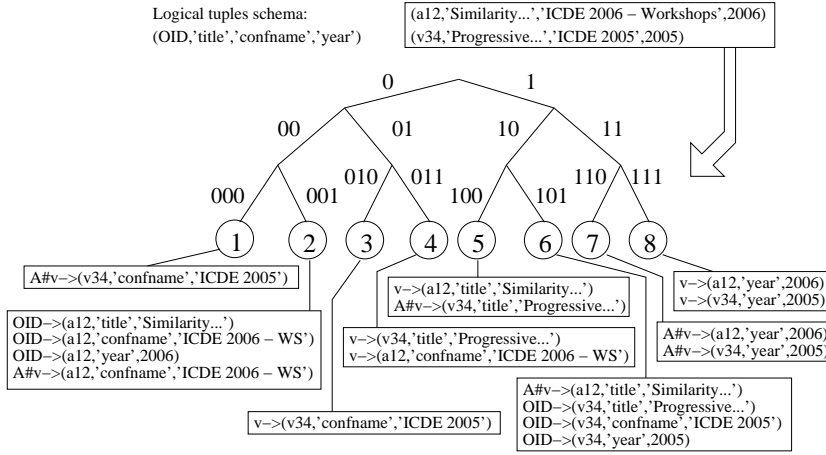 Logical tuples schema:
(OID,'title','confname','year')
(a12,'Similarity...','ICDE 2006 – Workshops',2006)
(v34,'Progressive...','ICDE 2005',2005)
0 1
00 01 10 11
000 001 010 011 100 101 110 111
1 2 3 4 5 6 7 8
A#v–>(v34,'confname','ICDE 2005')
OID–>(a12,'title','Similarity...')
OID–>(a12,'confname','ICDE 2006 – WS')
OID–>(a12,'year',2006)
A#v–>(a12,'confname','ICDE 2006 – WS')
v–>(v34,'confname','ICDE 2005')
v–>(v34,'title','Progressive...')
v–>(a12,'confname','ICDE 2006 – WS')
v–>(a12,'title','Similarity...')
A#v–>(v34,'title','Progressive...')
A#v–>(a12,'title','Similarity...')
OID–>(v34,'title','Progressive...')
OID–>(v34,'confname','ICDE 2005')
OID–>(v34,'year',2005)
A#v–>(a12,'year',2006)
A#v–>(v34,'year',2005)
v–>(a12,'year',2006)
v–>(v34,'year',2005)